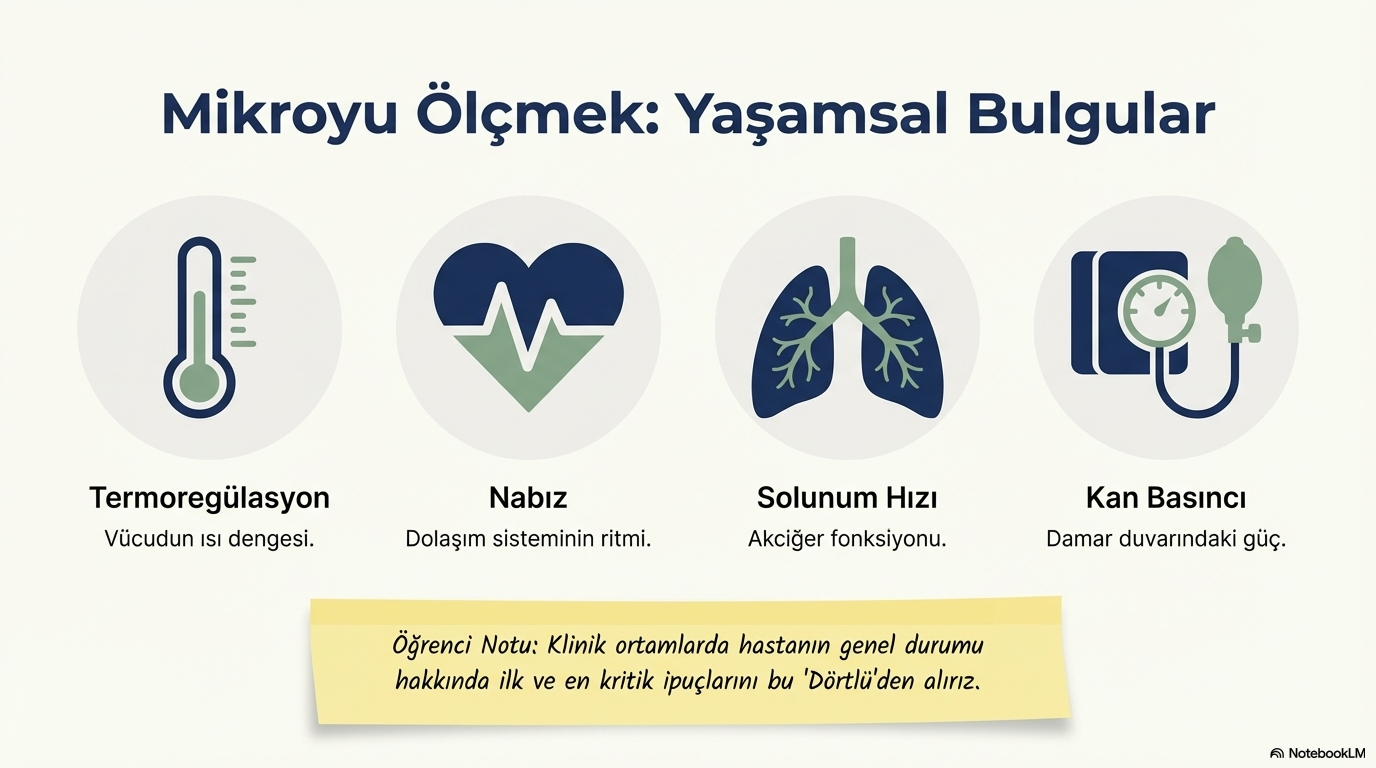 Mikroyu Ölçmek: Yaşamsal Bulgular
Termoregülasyon
Vücudun ısı dengesi.
Nabız
Dolaşım sisteminin ritmi.
Solunum Hızı
Akciğer fonksiyonu.
Kan Basıncı
Damar duvarındaki güç.
Öğrenci Notu: Klinik ortamlarda hastanın genel durumu
hakkında ilk ve en kritik ipuçlarını bu 'Dörtlü'den alırız.
NotebookLM